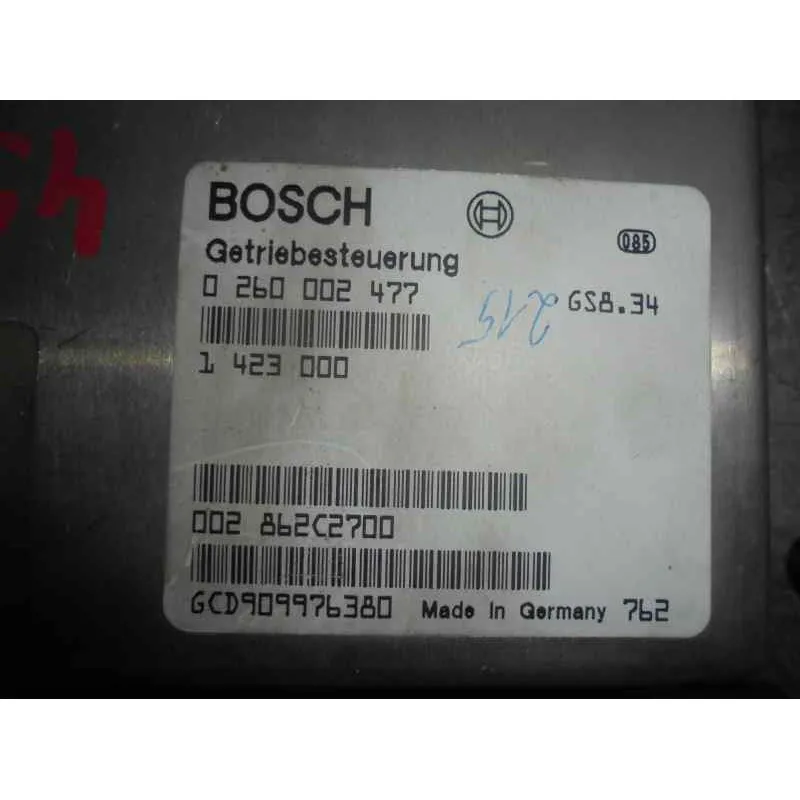 BOSCH
085
Getriebesteuerung
0 260 002 477
GS8.34
215
1 423 000
002 862C2700
GCD909976380 Made in Germany 762